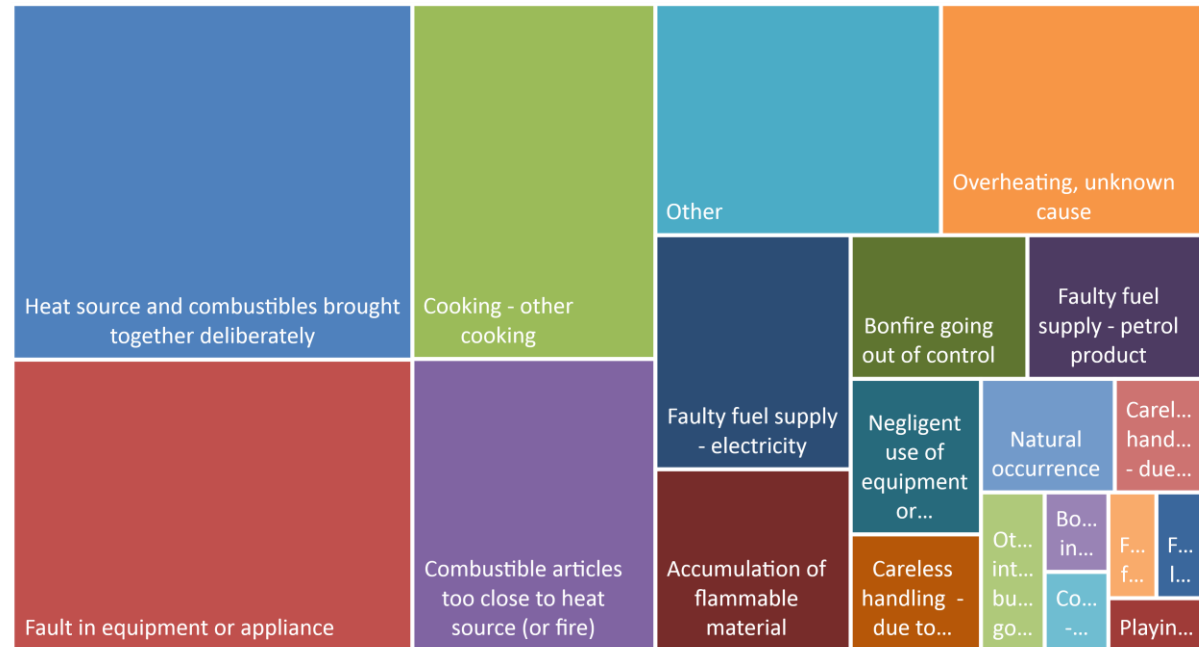 Heat source and combustibles brought
together deliberately
Cooking - other
cooking
Other
Overheating, unknown
cause
Fault in equipment or appliance
Combustible articles
too close to heat
source (or fire)
Faulty fuel supply
- electricity
Accumulation of
flammable
material
Bonfire going
out of control
Faulty fuel
supply - petrol
product
Negligent
use of
equipment
or...
Careless
handling -
due to...
Natural
occurrence
Carel...
hand...
- due...
Ot...
int...
bu...
go...
Bo...
in...
Co...
-...
F...
f...
F...
l...
Playin...